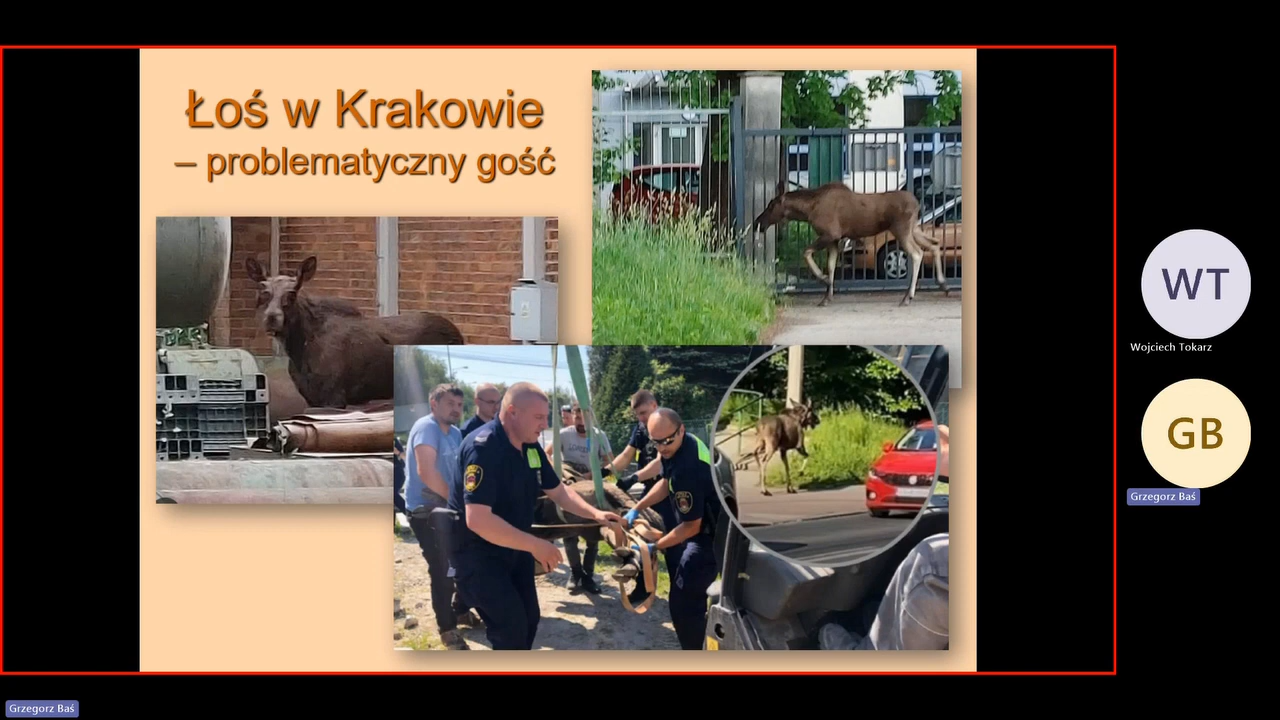 Łoś w Krakowie
– problematyczny gość
WT
Wojciech Tokarz
GB
Grzegorz Baś
Grzegorz Baś